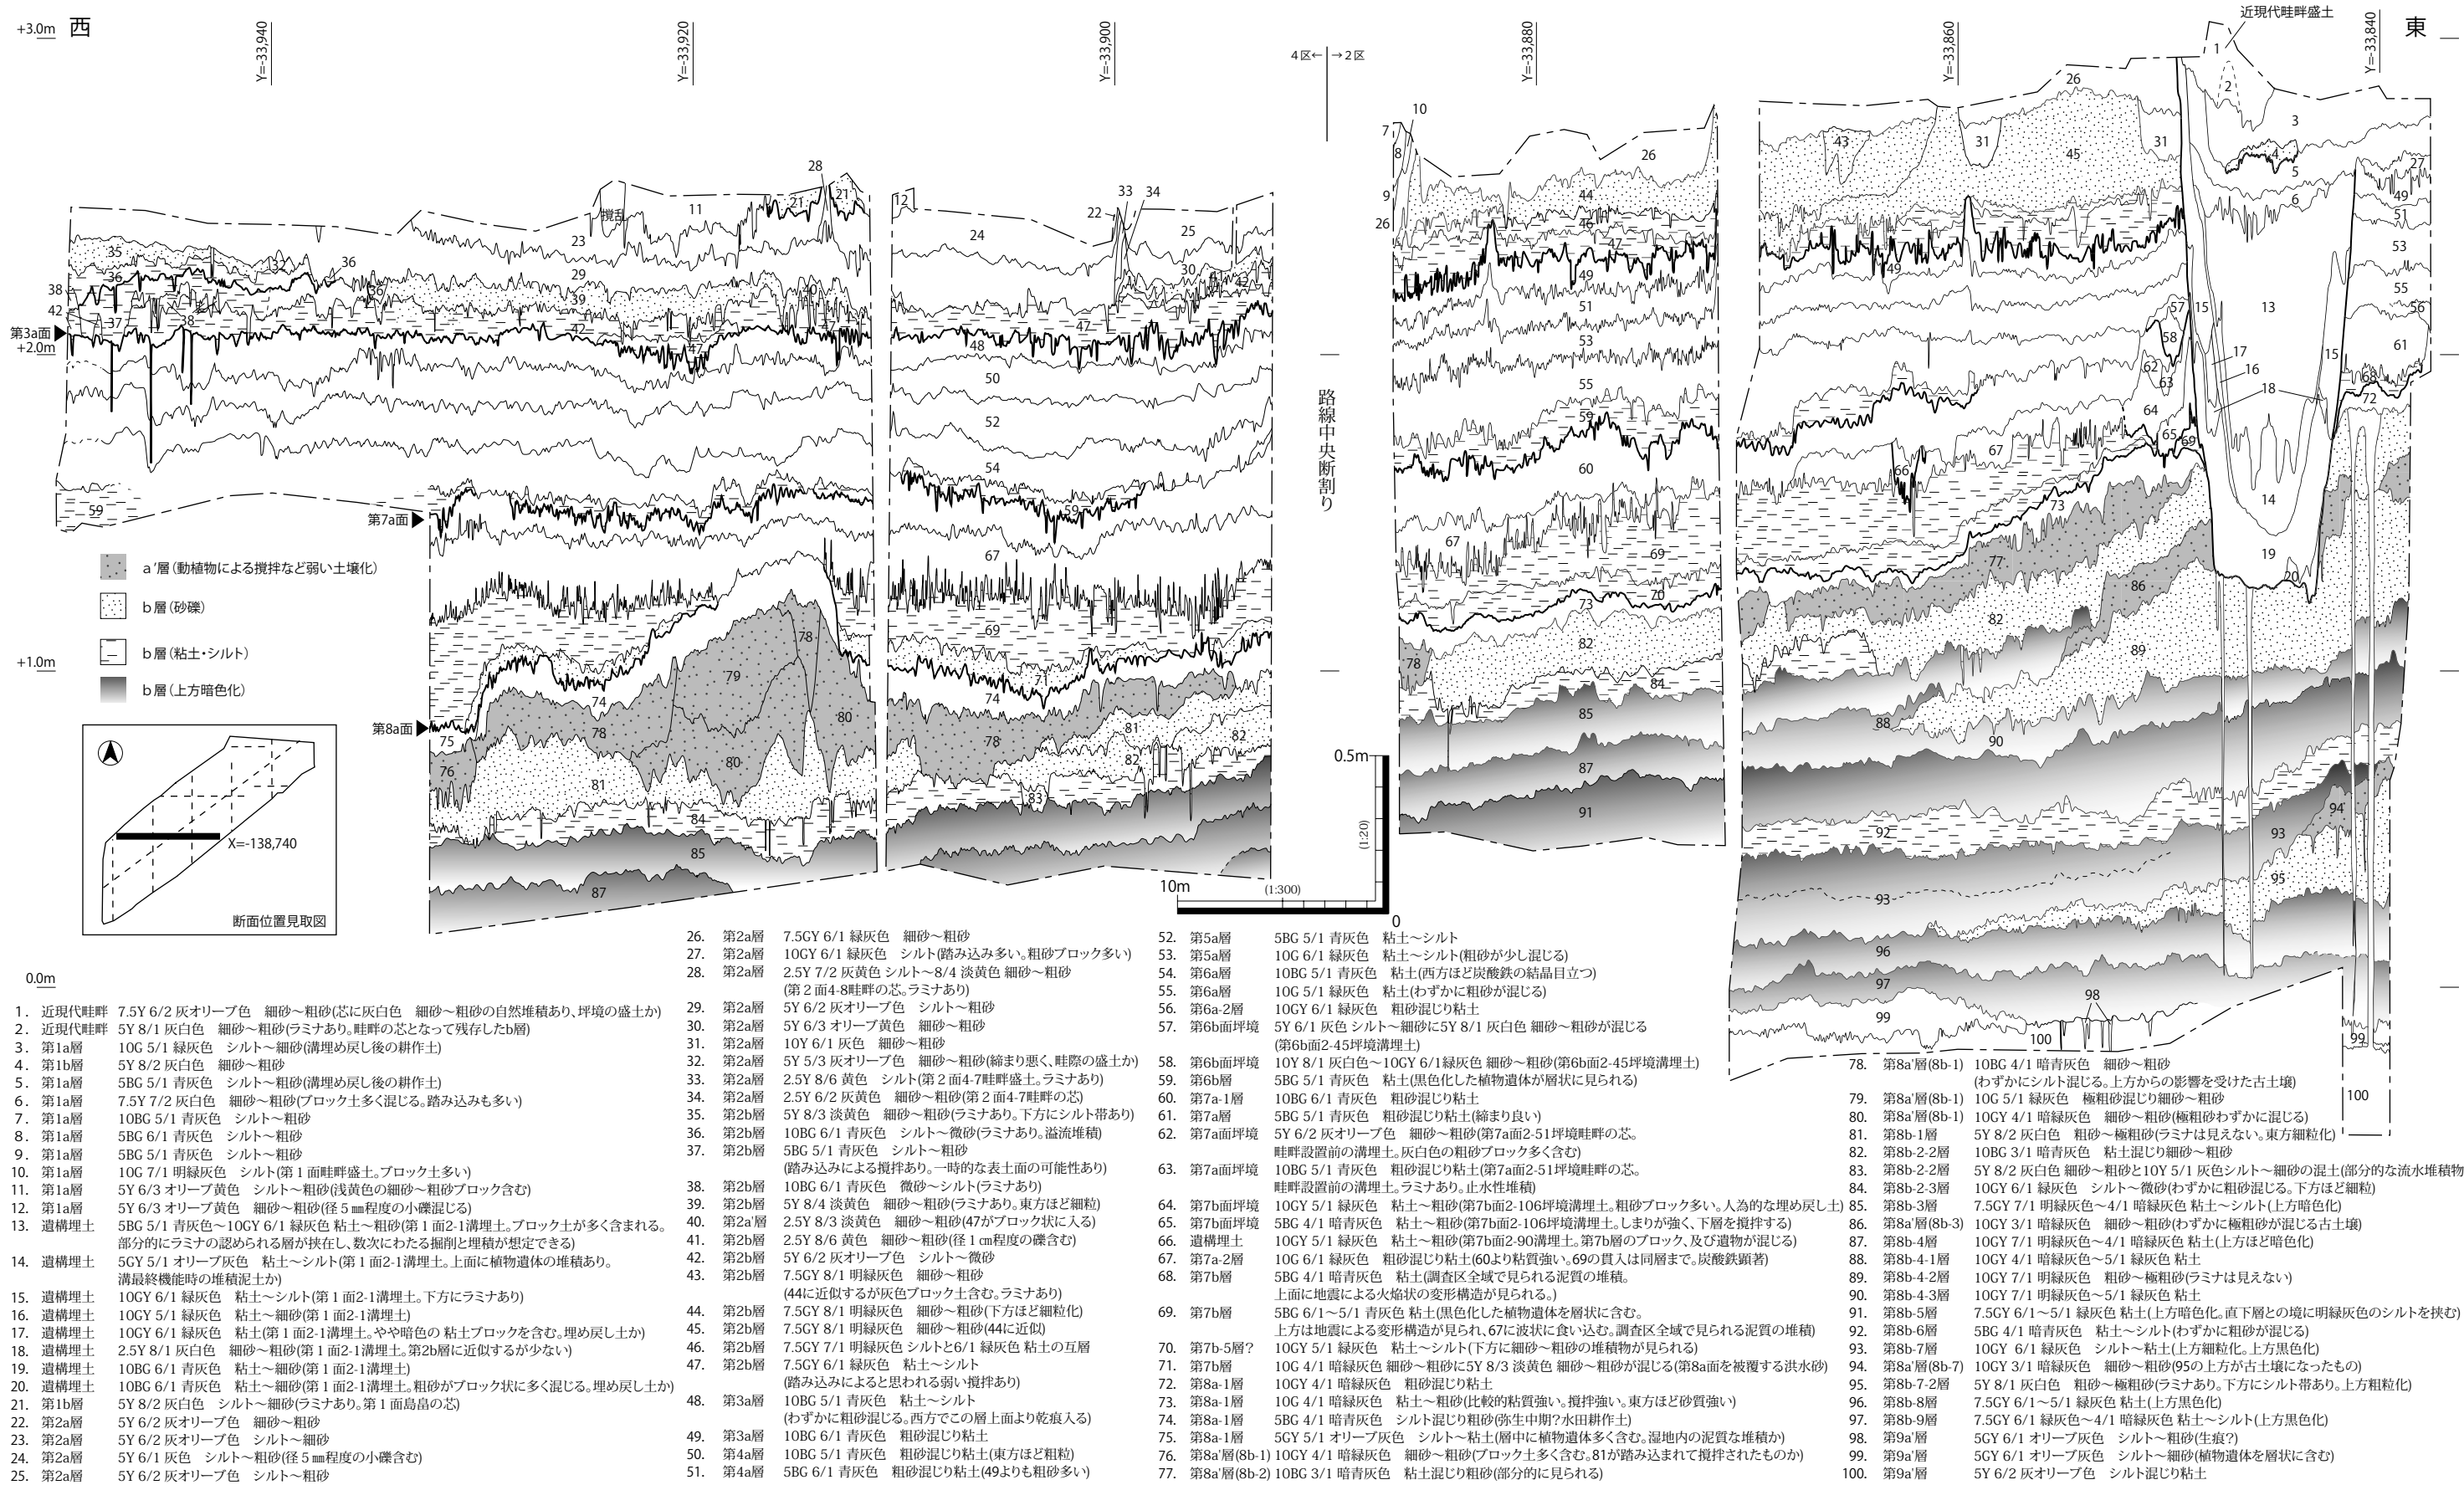 +3.0m
西
Y=-33,940
Y=-33,920
Y=-33,900
4区← →2区
Y=-33,880
Y=-33,860
Y=-33,840
近現代畦畔盛土
東
攪乱
第3a面
+2.0m
第7a面
第8a面
+1.0m
0.0m
路線中央断割り
a'層(動植物による撹拌など弱い土壌化)
b層(砂礫)
b層(粘土・シルト)
b層(上方暗色化)
X=-138,740
断面位置見取図
0.5m
(1:20)
10m
(1:300)
0
1. 近現代畦畔 7.5Y 6/2 灰オリーブ色 細砂～粗砂(芯に灰白色 細砂～粗砂の自然堆積あり、坪境の盛土か)
2. 近現代畦畔 5Y 8/1 灰白色 細砂～粗砂(ラミナあり。畦畔の芯となって残存したb層)
3. 第1a層 10G 5/1 緑灰色 シルト～細砂(溝埋め戻し後の耕作土)
4. 第1b層 5Y 8/2 灰白色 細砂～粗砂
5. 第1a層 5BG 5/1 青灰色 シルト～粗砂(溝埋め戻し後の耕作土)
6. 第1a層 7.5Y 7/2 灰白色 細砂～粗砂(ブロック土多く混じる。踏み込みも多い)
7. 第1a層 10BG 5/1 青灰色 シルト～粗砂
8. 第1a層 5BG 6/1 青灰色 シルト～粗砂
9. 第1a層 5BG 5/1 青灰色 シルト～粗砂
10. 第1a層 10G 7/1 明緑灰色 シルト(第1面畦畔盛土。ブロック土多い)
11. 第1a層 5Y 6/3 オリーブ黄色 シルト～粗砂(浅黄色の細砂～粗砂ブロック含む)
12. 第1a層 5Y 6/3 オリーブ黄色 細砂～粗砂(径5㎜程度の小礫混じる)
13. 遺構埋土 5BG 5/1 青灰色～10GY 6/1 緑灰色 粘土～粗砂(第1面2-1溝埋土。ブロック土が多く含まれる。
部分的にラミナの認められる層が挟在し、数次にわたる掘削と埋積が想定できる)
14. 遺構埋土 5GY 5/1 オリーブ灰色 粘土～シルト(第1面2-1溝埋土。上面に植物遺体の堆積あり。
溝最終機能時の堆積泥土か)
15. 遺構埋土 10GY 6/1 緑灰色 粘土～シルト(第1面2-1溝埋土。下方にラミナあり)
16. 遺構埋土 10GY 5/1 緑灰色 粘土～細砂(第1面2-1溝埋土)
17. 遺構埋土 10GY 6/1 緑灰色 粘土(第1面2-1溝埋土。やや暗色の 粘土ブロックを含む。埋め戻し土か)
18. 遺構埋土 2.5Y 8/1 灰白色 細砂～粗砂(第1面2-1溝埋土。第2b層に近似するが少ない)
19. 遺構埋土 10BG 6/1 青灰色 粘土～細砂(第1面2-1溝埋土)
20. 遺構埋土 10BG 6/1 青灰色 粘土～細砂(第1面2-1溝埋土。粗砂がブロック状に多く混じる。埋め戻し土か)
21. 第1b層 5Y 8/2 灰白色 シルト～細砂(ラミナあり。第1面島畠の芯)
22. 第2a層 5Y 6/2 灰オリーブ色 細砂～粗砂
23. 第2a層 5Y 6/2 灰オリーブ色 シルト～細砂
24. 第2a層 5Y 6/1 灰色 シルト～粗砂(径5㎜程度の小礫含む)
25. 第2a層 5Y 6/2 灰オリーブ色 シルト～粗砂
26. 第2a層 7.5GY 6/1 緑灰色 細砂～粗砂
27. 第2a層 10GY 6/1 緑灰色 シルト(踏み込み多い。粗砂ブロック多い)
28. 第2a層 2.5Y 7/2 灰黄色 シルト～8/4 淡黄色 細砂～粗砂
(第2面4-8畦畔の芯。ラミナあり)
29. 第2a層 5Y 6/2 灰オリーブ色 シルト～粗砂
30. 第2a層 5Y 6/3 オリーブ黄色 細砂～粗砂
31. 第2a層 10Y 6/1 灰色 細砂～粗砂
32. 第2a層 5Y 5/3 灰オリーブ色 細砂～粗砂(締まり悪く、畦際の盛土か)
33. 第2a層 2.5Y 8/6 黄色 シルト(第2面4-7畦畔盛土。ラミナあり)
34. 第2a層 2.5Y 6/2 灰黄色 細砂～粗砂(第2面4-7畦畔の芯)
35. 第2b層 5Y 8/3 淡黄色 細砂～粗砂(ラミナあり。下方にシルト帯あり)
36. 第2b層 10BG 6/1 青灰色 シルト～微砂(ラミナあり。溢流堆積)
37. 第2b層 5BG 5/1 青灰色 シルト～粗砂
(踏み込みによる撹拌あり。一時的な表土面の可能性あり)
38. 第2b層 10BG 6/1 青灰色 微砂～シルト(ラミナあり)
39. 第2b層 5Y 8/4 淡黄色 細砂～粗砂(ラミナあり。東方ほど細粒)
40. 第2a'層 2.5Y 8/3 淡黄色 細砂～粗砂(47がブロック状に入る)
41. 第2b層 2.5Y 8/6 黄色 細砂～粗砂(径1㎝程度の礫含む)
42. 第2b層 5Y 6/2 灰オリーブ色 シルト～微砂
43. 第2b層 7.5GY 8/1 明緑灰色 細砂～粗砂
(44に近似するが灰色ブロック土含む。ラミナあり)
44. 第2b層 7.5GY 8/1 明緑灰色 細砂～粗砂(下方ほど細粒化)
45. 第2b層 7.5GY 8/1 明緑灰色 細砂～粗砂(44に近似)
46. 第2b層 7.5GY 7/1 明緑灰色 シルトと6/1 緑灰色 粘土の互層
47. 第2b層 7.5GY 6/1 緑灰色 粘土～シルト
(踏み込みによると思われる弱い撹拌あり)
48. 第3a層 10BG 5/1 青灰色 粘土～シルト
(わずかに粗砂混じる。西方でこの層上面より乾痕入る)
49. 第3a層 10BG 6/1 青灰色 粗砂混じり粘土
50. 第4a層 10BG 5/1 青灰色 粗砂混じり粘土(東方ほど粗粒)
51. 第4a層 5BG 6/1 青灰色 粗砂混じり粘土(49よりも粗砂多い)
52. 第5a層 5BG 5/1 青灰色 粘土～シルト
53. 第5a層 10G 6/1 緑灰色 粘土～シルト(粗砂が少し混じる)
54. 第6a層 10BG 5/1 青灰色 粘土(西方ほど炭酸鉄の結晶目立つ)
55. 第6a層 10G 5/1 緑灰色 粘土(わずかに粗砂が混じる)
56. 第6a-2層 10GY 6/1 緑灰色 粗砂混じり粘土
57. 第6b面坪境 5Y 6/1 灰色 シルト～細砂に5Y 8/1 灰白色 細砂～粗砂が混じる
(第6b面2-45坪境溝埋土)
58. 第6b面坪境 10Y 8/1 灰白色～10GY 6/1緑灰色 細砂～粗砂(第6b面2-45坪境溝埋土)
59. 第6b層 5BG 5/1 青灰色 粘土(黒色化した植物遺体が層状に見られる)
60. 第7a-1層 10BG 6/1 青灰色 粗砂混じり粘土
61. 第7a層 5BG 5/1 青灰色 粗砂混じり粘土(締まり良い)
62. 第7a面坪境 5Y 6/2 灰オリーブ色 細砂～粗砂(第7a面2-51坪境畦畔の芯。
畦畔設置前の溝埋土。灰白色の粗砂ブロック多く含む)
63. 第7a面坪境 10BG 5/1 青灰色 粗砂混じり粘土(第7a面2-51坪境畦畔の芯。
畦畔設置前の溝埋土。ラミナあり。止水性堆積)
64. 第7b面坪境 10GY 5/1 緑灰色 粘土～粗砂(第7b面2-106坪境溝埋土。粗砂ブロック多い。人為的な埋め戻し土)
65. 第7b面坪境 5BG 4/1 暗青灰色 粘土～粗砂(第7b面2-106坪境溝埋土。しまりが強く、下層を撹拌する)
66. 遺構埋土 10GY 5/1 緑灰色 粘土～粗砂(第7b面2-90溝埋土。第7b層のブロック、及び遺物が混じる)
67. 第7a-2層 10G 6/1 緑灰色 粗砂混じり粘土(60より粘質強い。69の貫入は同層まで。炭酸鉄顕著)
68. 第7b層 5BG 4/1 暗青灰色 粘土(調査区全域で見られる泥質の堆積。
上面に地震による火焔状の変形構造が見られる。)
69. 第7b層 5BG 6/1～5/1 青灰色 粘土(黒色化した植物遺体を層状に含む。
上方は地震による変形構造が見られ、67に波状に食い込む。調査区全域で見られる泥質の堆積)
70. 第7b-5層? 10GY 5/1 緑灰色 粘土～シルト(下方に細砂～粗砂の堆積物が見られる)
71. 第7b層 10G 4/1 暗緑灰色 細砂～粗砂に5Y 8/3 淡黄色 細砂～粗砂が混じる(第8a面を被覆する洪水砂)
72. 第8a-1層 10GY 4/1 暗緑灰色 粗砂混じり粘土
73. 第8a-1層 10G 4/1 暗緑灰色 粘土～粗砂(比較的粘質強い。撹拌強い。東方ほど砂質強い)
74. 第8a-1層 5BG 4/1 暗青灰色 シルト混じり粗砂(弥生中期?水田耕作土)
75. 第8a-1層 5GY 5/1 オリーブ灰色 シルト～粘土(層中に植物遺体多く含む。湿地内の泥質な堆積か)
76. 第8a'層(8b-1) 10GY 4/1 暗緑灰色 細砂～粗砂(ブロック土多く含む。81が踏み込まれて撹拌されたものか)
77. 第8a'層(8b-2) 10BG 3/1 暗青灰色 粘土混じり粗砂(部分的に見られる)
78. 第8a'層(8b-1) 10BG 4/1 暗青灰色 細砂～粗砂
(わずかにシルト混じる。上方からの影響を受けた古土壌)
79. 第8a'層(8b-1) 10G 5/1 緑灰色 極粗砂混じり細砂～粗砂
80. 第8a'層(8b-1) 10GY 4/1 暗緑灰色 細砂～粗砂(極粗砂わずかに混じる)
81. 第8b-1層 5Y 8/2 灰白色 粗砂～極粗砂(ラミナは見えない。東方細粒化)
82. 第8b-2-2層 10BG 3/1 暗青灰色 粘土混じり細砂～粗砂
83. 第8b-2-2層 5Y 8/2 灰白色 細砂～粗砂と10Y 5/1 灰色シルト～細砂の混土(部分的な流水堆積物
84. 第8b-2-3層 10GY 6/1 緑灰色 シルト～微砂(わずかに粗砂混じる。下方ほど細粒)
85. 第8b-3層 7.5GY 7/1 明緑灰色～4/1 暗緑灰色 粘土～シルト(上方暗色化)
86. 第8a'層(8b-3) 10GY 3/1 暗緑灰色 細砂～粗砂(わずかに極粗砂が混じる古土壌)
87. 第8b-4層 10GY 7/1 明緑灰色～4/1 暗緑灰色 粘土(上方ほど暗色化)
88. 第8b-4-1層 10GY 4/1 暗緑灰色～5/1 緑灰色 粘土
89. 第8b-4-2層 10GY 7/1 明緑灰色 粗砂～極粗砂(ラミナは見えない)
90. 第8b-4-3層 10GY 7/1 明緑灰色～5/1 緑灰色 粘土
91. 第8b-5層 7.5GY 6/1～5/1 緑灰色 粘土(上方暗色化。直下層との境に明緑灰色のシルトを挟む)
92. 第8b-6層 5BG 4/1 暗青灰色 粘土～シルト(わずかに粗砂が混じる)
93. 第8b-7層 10GY 6/1 緑灰色 シルト～粘土(上方細粒化。上方黒色化)
94. 第8a'層(8b-7) 10GY 3/1 暗緑灰色 細砂～粗砂(95の上方が古土壌になったもの)
95. 第8b-7-2層 5Y 8/1 灰白色 粗砂～極粗砂(ラミナあり。下方にシルト帯あり。上方粗粒化)
96. 第8b-8層 7.5GY 6/1～5/1 緑灰色 粘土(上方黒色化)
97. 第8b-9層 7.5GY 6/1 緑灰色～4/1 暗緑灰色 粘土～シルト(上方黒色化)
98. 第9a'層 5GY 6/1 オリーブ灰色 シルト～粗砂(生痕?)
99. 第9a'層 5GY 6/1 オリーブ灰色 シルト～細砂(植物遺体を層状に含む)
100. 第9a'層 5Y 6/2 灰オリーブ色 シルト混じり粘土